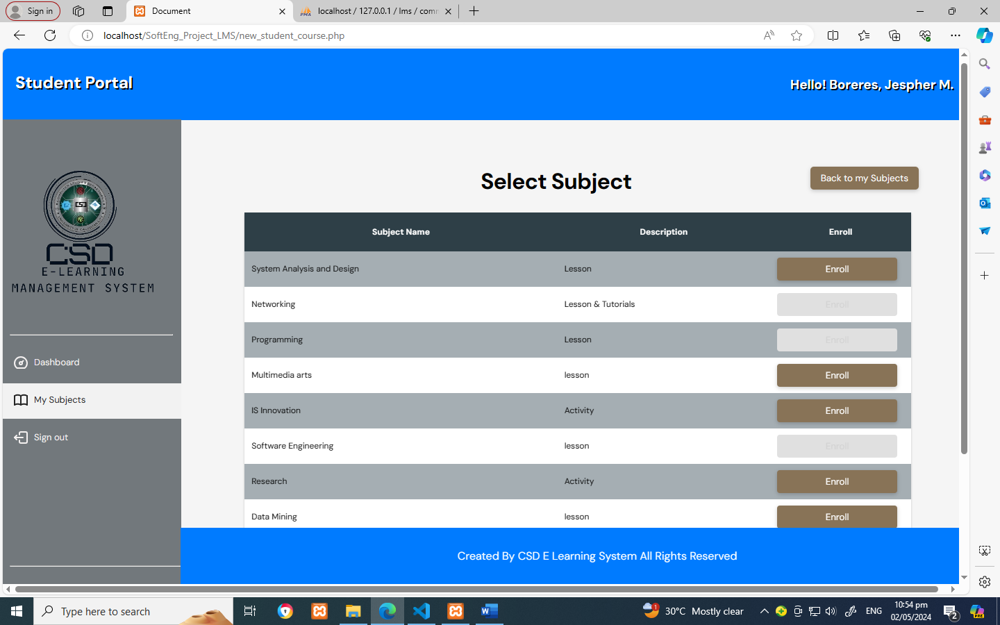 Sign in
Document
localhost / 127.0.0.1 / lms / comm
localhost/SoftEng_Project_LMS/new_student_course.php
Student Portal
Hello! Boreres, Jespher M.
CSD
E-LEARNING
MANAGEMENT SYSTEM
Dashboard
My Subjects
Sign out
Select Subject
Back to my Subjects
Subject Name Description Enroll
System Analysis and Design Lesson Enroll
Networking Lesson & Tutorials Enroll
Programming Lesson Enroll
Multimedia arts lesson Enroll
IS Innovation Activity Enroll
Software Engineering lesson Enroll
Research Activity Enroll
Data Mining lesson Enroll
Created By CSD E Learning System All Rights Reserved
Type here to search
1
30°C Mostly clear
ENG
10:54 pm
02/05/2024
2